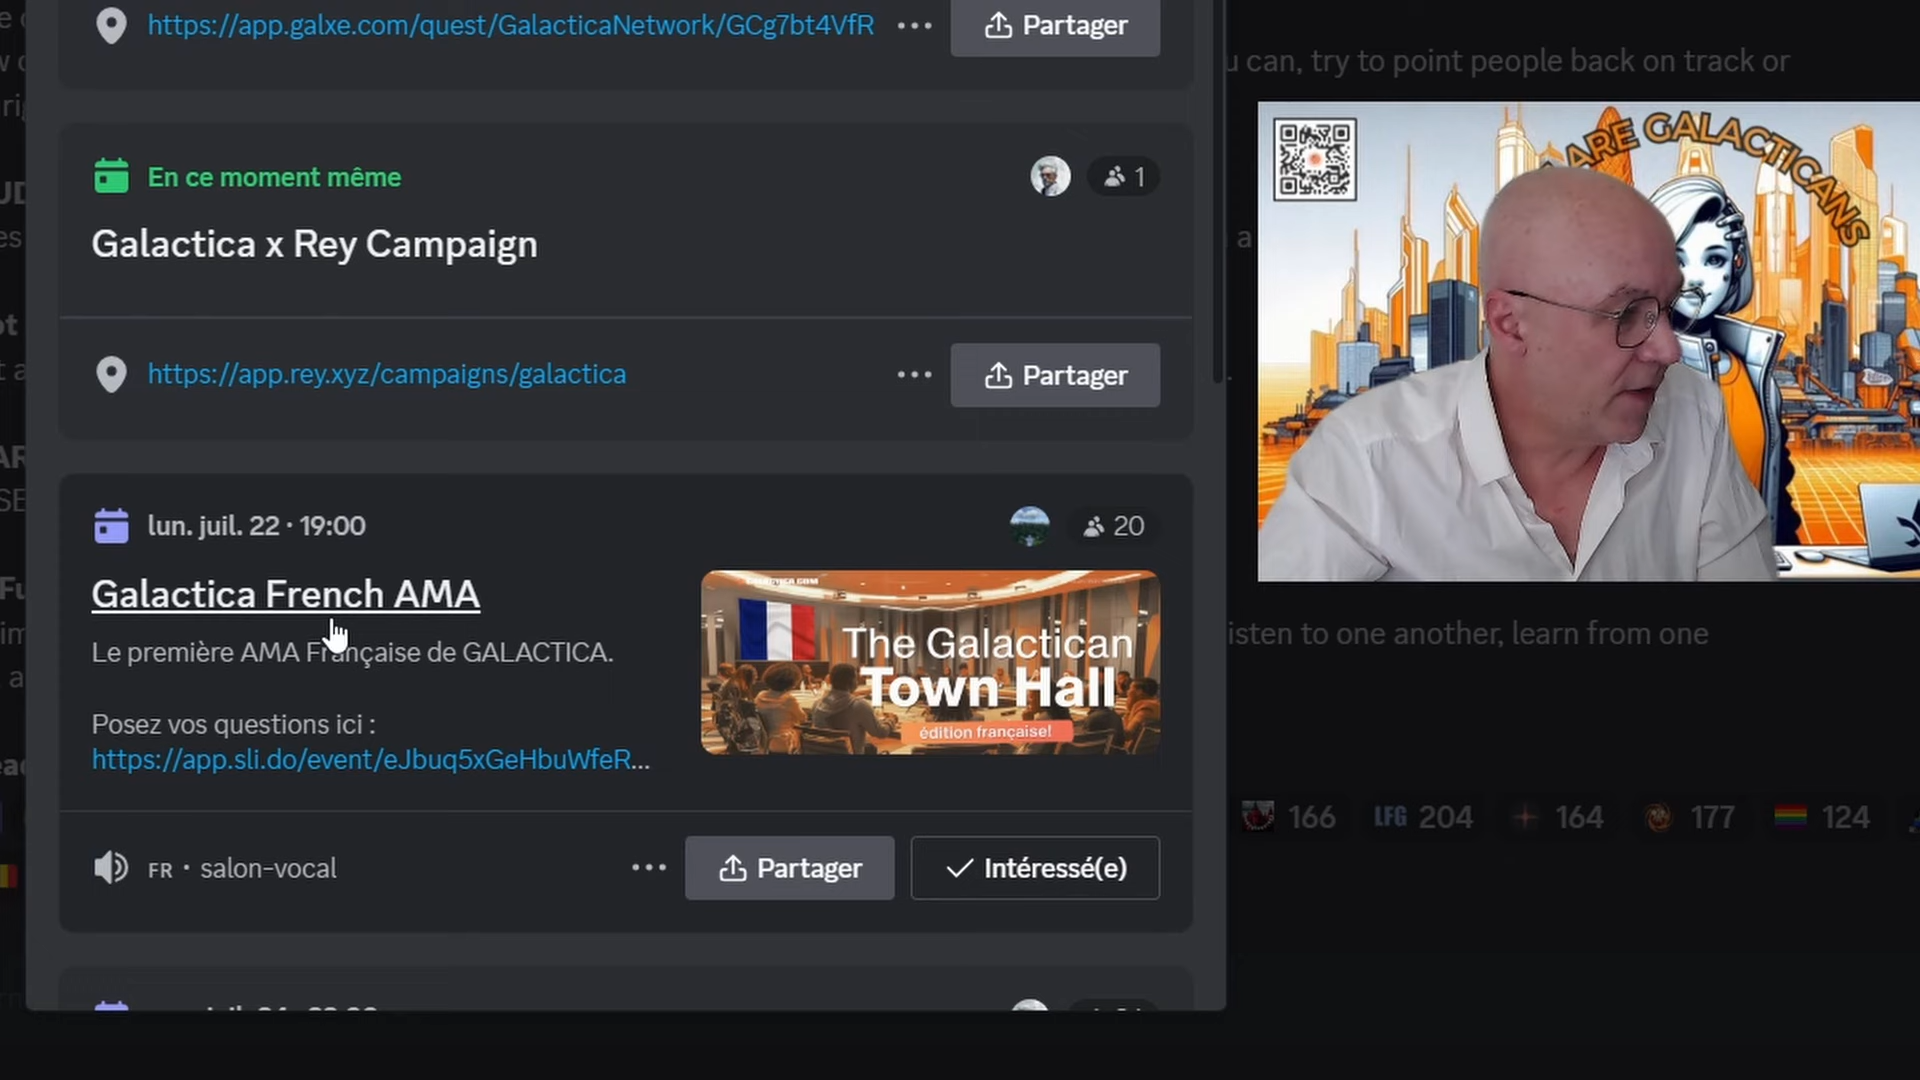 https://app.galxe.com/quest/GalacticaNetwork/GCg7bt4VfR
Partager
u can, try to point people back on track or
ARE GALACTICANS
En ce moment même
1
Galactica x Rey Campaign
a
https://app.rey.xyz/campaigns/galactica
Partager
lun. juil. 22 · 19:00
20
Galactica French AMA
Le première AMA Française de GALACTICA.
Posez vos questions ici :
https://app.sli.do/event/eJbuq5xGeHbuWfeR...
GALACTICA.COM
The Galactican
Town Hall
édition française!
isten to one another, learn from one
166
LFG 204
164
177
124
FR · salon-vocal
Partager
Intéressé(e)